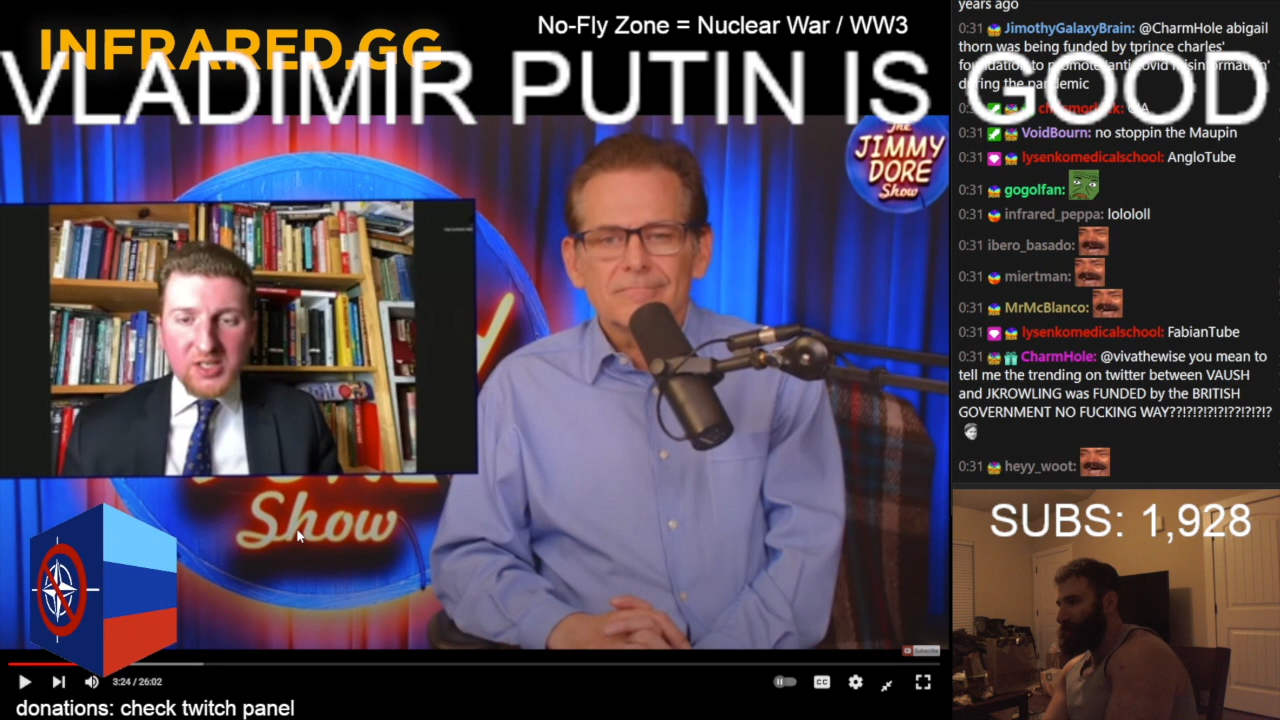 INFRARED.GG
No-Fly Zone = Nuclear War / WW3
VLADIMIR PUTIN IS GOOD
The
JIMMY
DORE
Show
Show
3:24 / 26:02
CC
Subscribe
donations: check twitch panel
years ago
0:31 JimothyGalaxyBrain: @CharmHole abigail
thorn was being funded by tprince charles'
foundation to promote 'anti covid misinformation'
during the pandemic
VoidBourn: no stoppin the Maupin
0:31 lysenkomedicalschool: AngloTube
0:31 gogolfan:
0:31 infrared_peppa: lolololl
0:31 ibero_basado:
0:31 miertman:
0:31 MrMcBlanco:
0:31 lysenkomedicalschool: FabianTube
0:31 CharmHole: @vivathewise you mean to
tell me the trending on twitter between VAUSH
and JKROWLING was FUNDED by the BRITISH
GOVERNMENT NO FUCKING WAY??!?!?!?!??!?!?!?
0:31 heyy_woot:
SUBS: 1,928